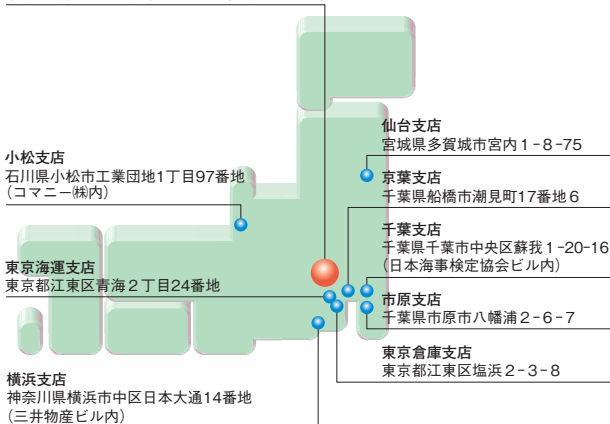 仙台支店
宮城県多賀城市宮内1-8-75
小松支店
石川県小松市工業団地1丁目97番地
(コマニー㈱内)
京葉支店
千葉県船橋市潮見町17番地6
千葉支店
千葉県千葉市中央区蘇我1-20-16
(日本海事検定協会ビル内)
東京海運支店
東京都江東区青海2丁目24番地
市原支店
千葉県市原市八幡浦2-6-7
東京倉庫支店
東京都江東区塩浜2-3-8
横浜支店
神奈川県横浜市中区日本大通14番地
(三井物産ビル内)